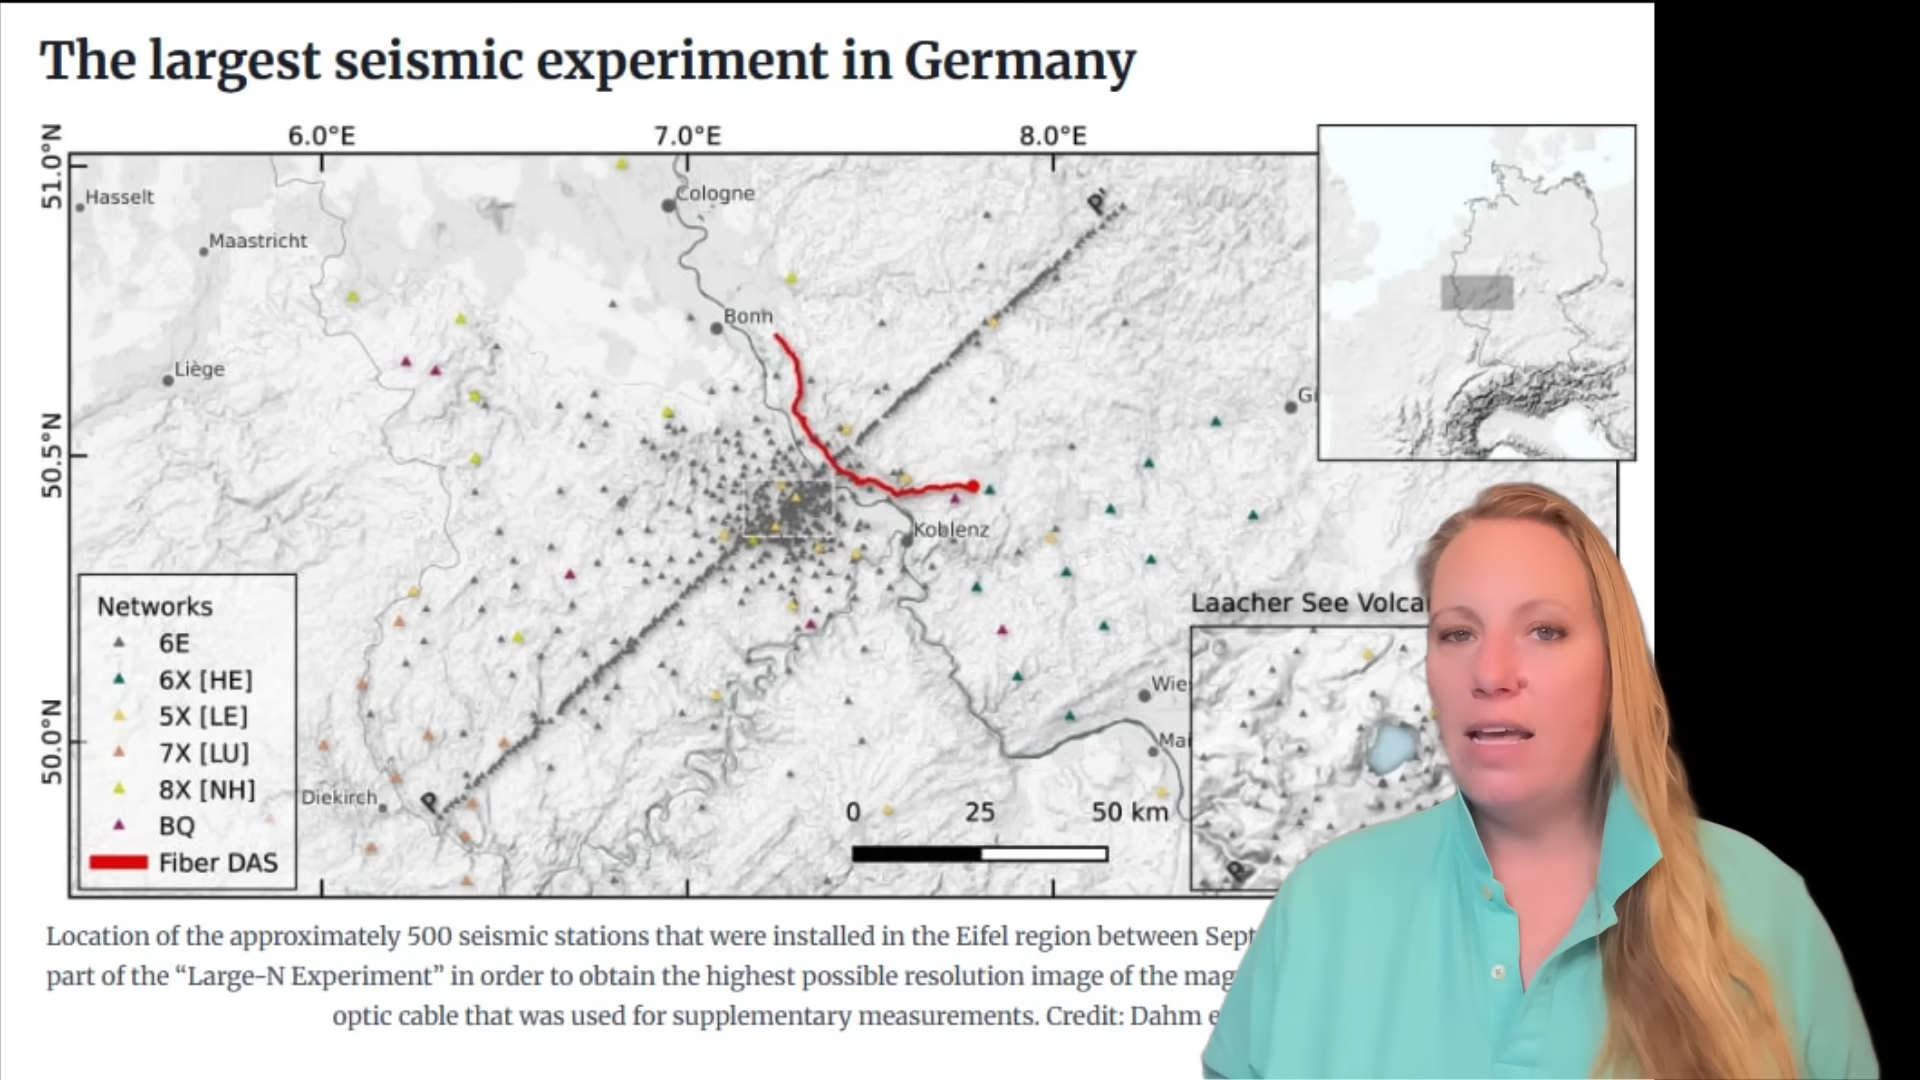 The largest seismic experiment in Germany
6.0°E 7.0°E 8.0°E
51.0°N
50.5°N
50.0°N
Hasselt
Maastricht
Liège
Cologne
Bonn
Koblenz
Diekirch
P'
P
Networks
6E
6X [HE]
5X [LE]
7X [LU]
8X [NH]
BQ
Fiber DAS
0 25 50 km
Laacher See
P
Location of the approximately 500 seismic stations that were installed in the Eifel region between
part of the “Large-N Experiment” in order to obtain the highest possible resolution image of the
optic cable that was used for supplementary measurements. Credit: Dahm